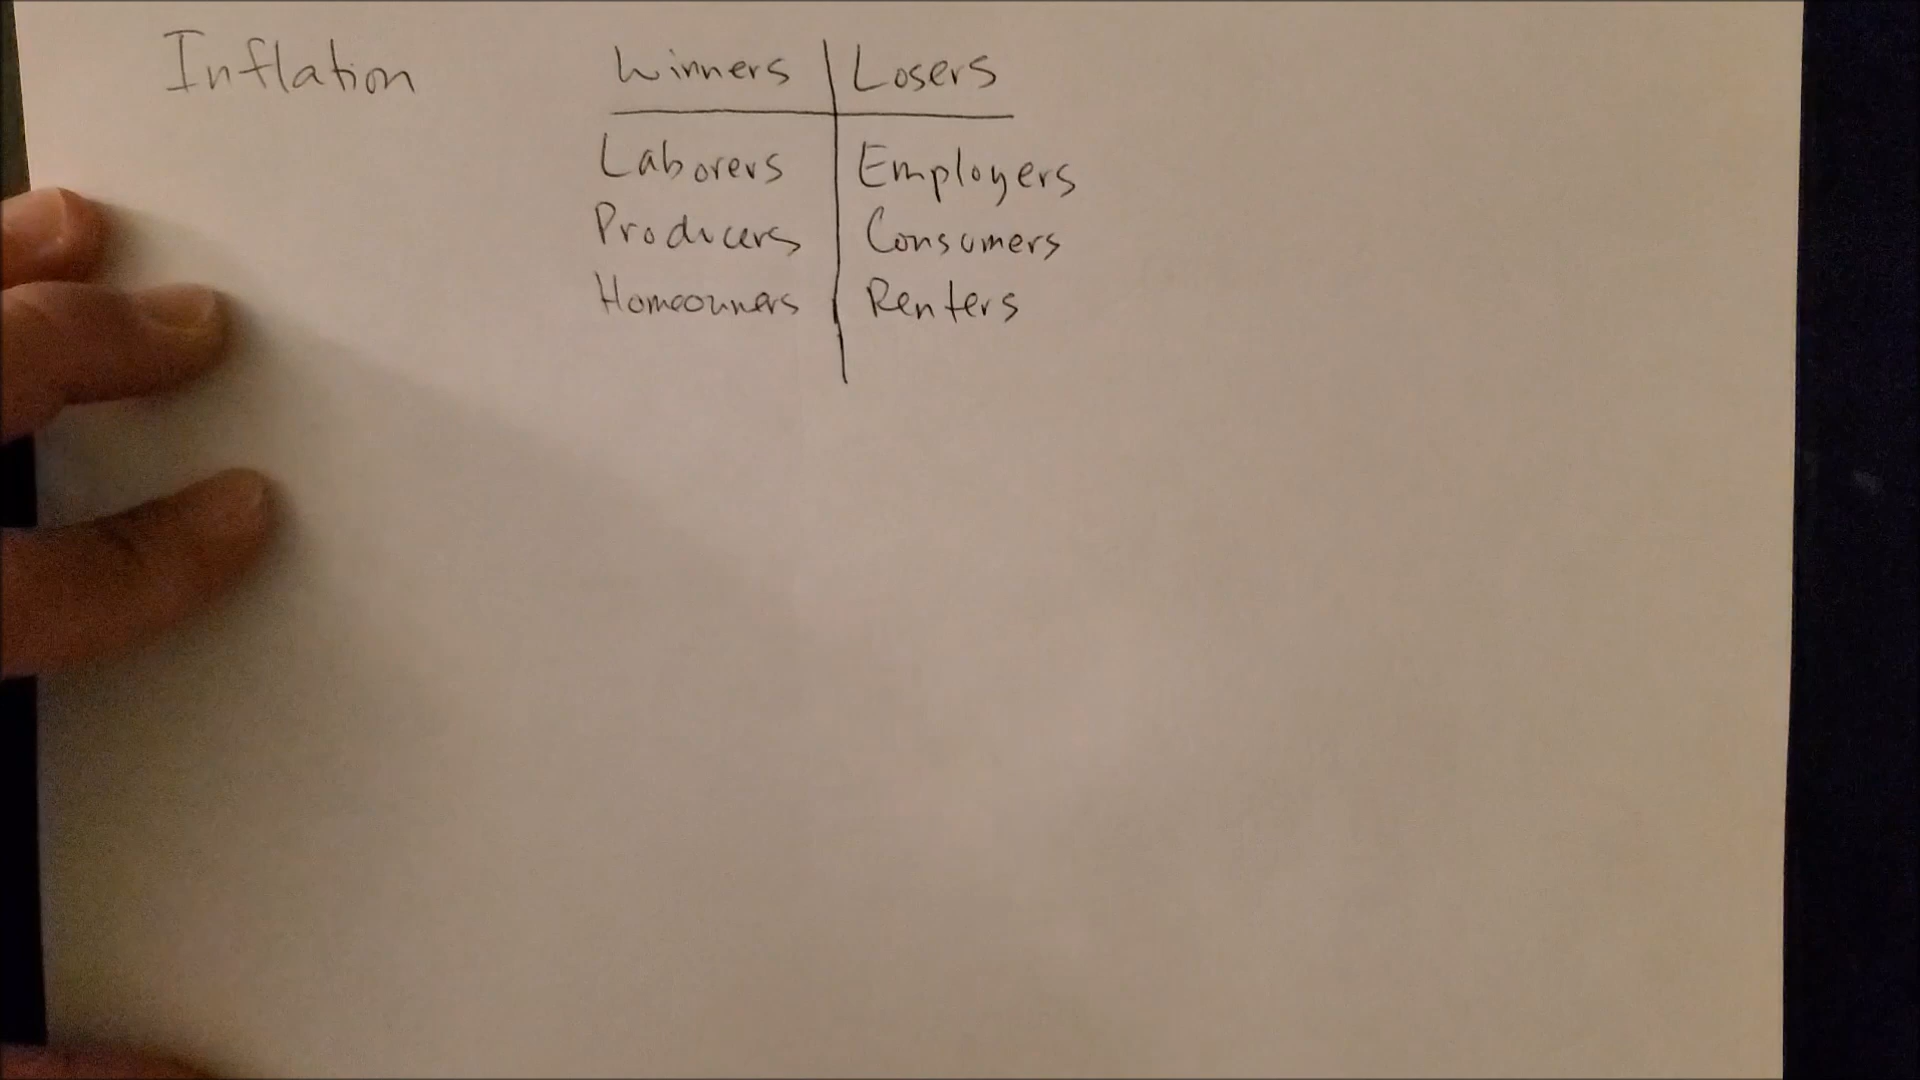 Inflation Winners Losers
Laborers Employers
Producers Consumers
Homeowners Renters